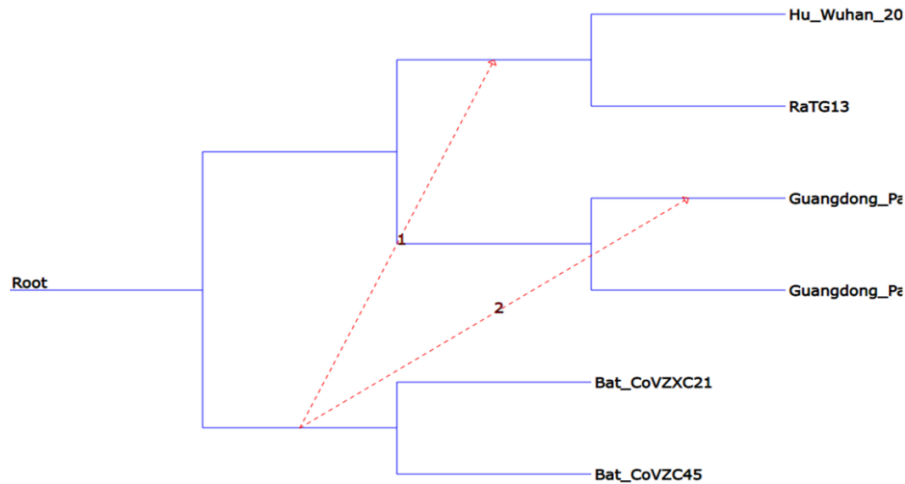 Hu_Wuhan_20
RaTG13
Guangdong_Pa
1
Root
Guangdong_Pa
2
Bat_CoVZXC21
Bat_CoVZC45